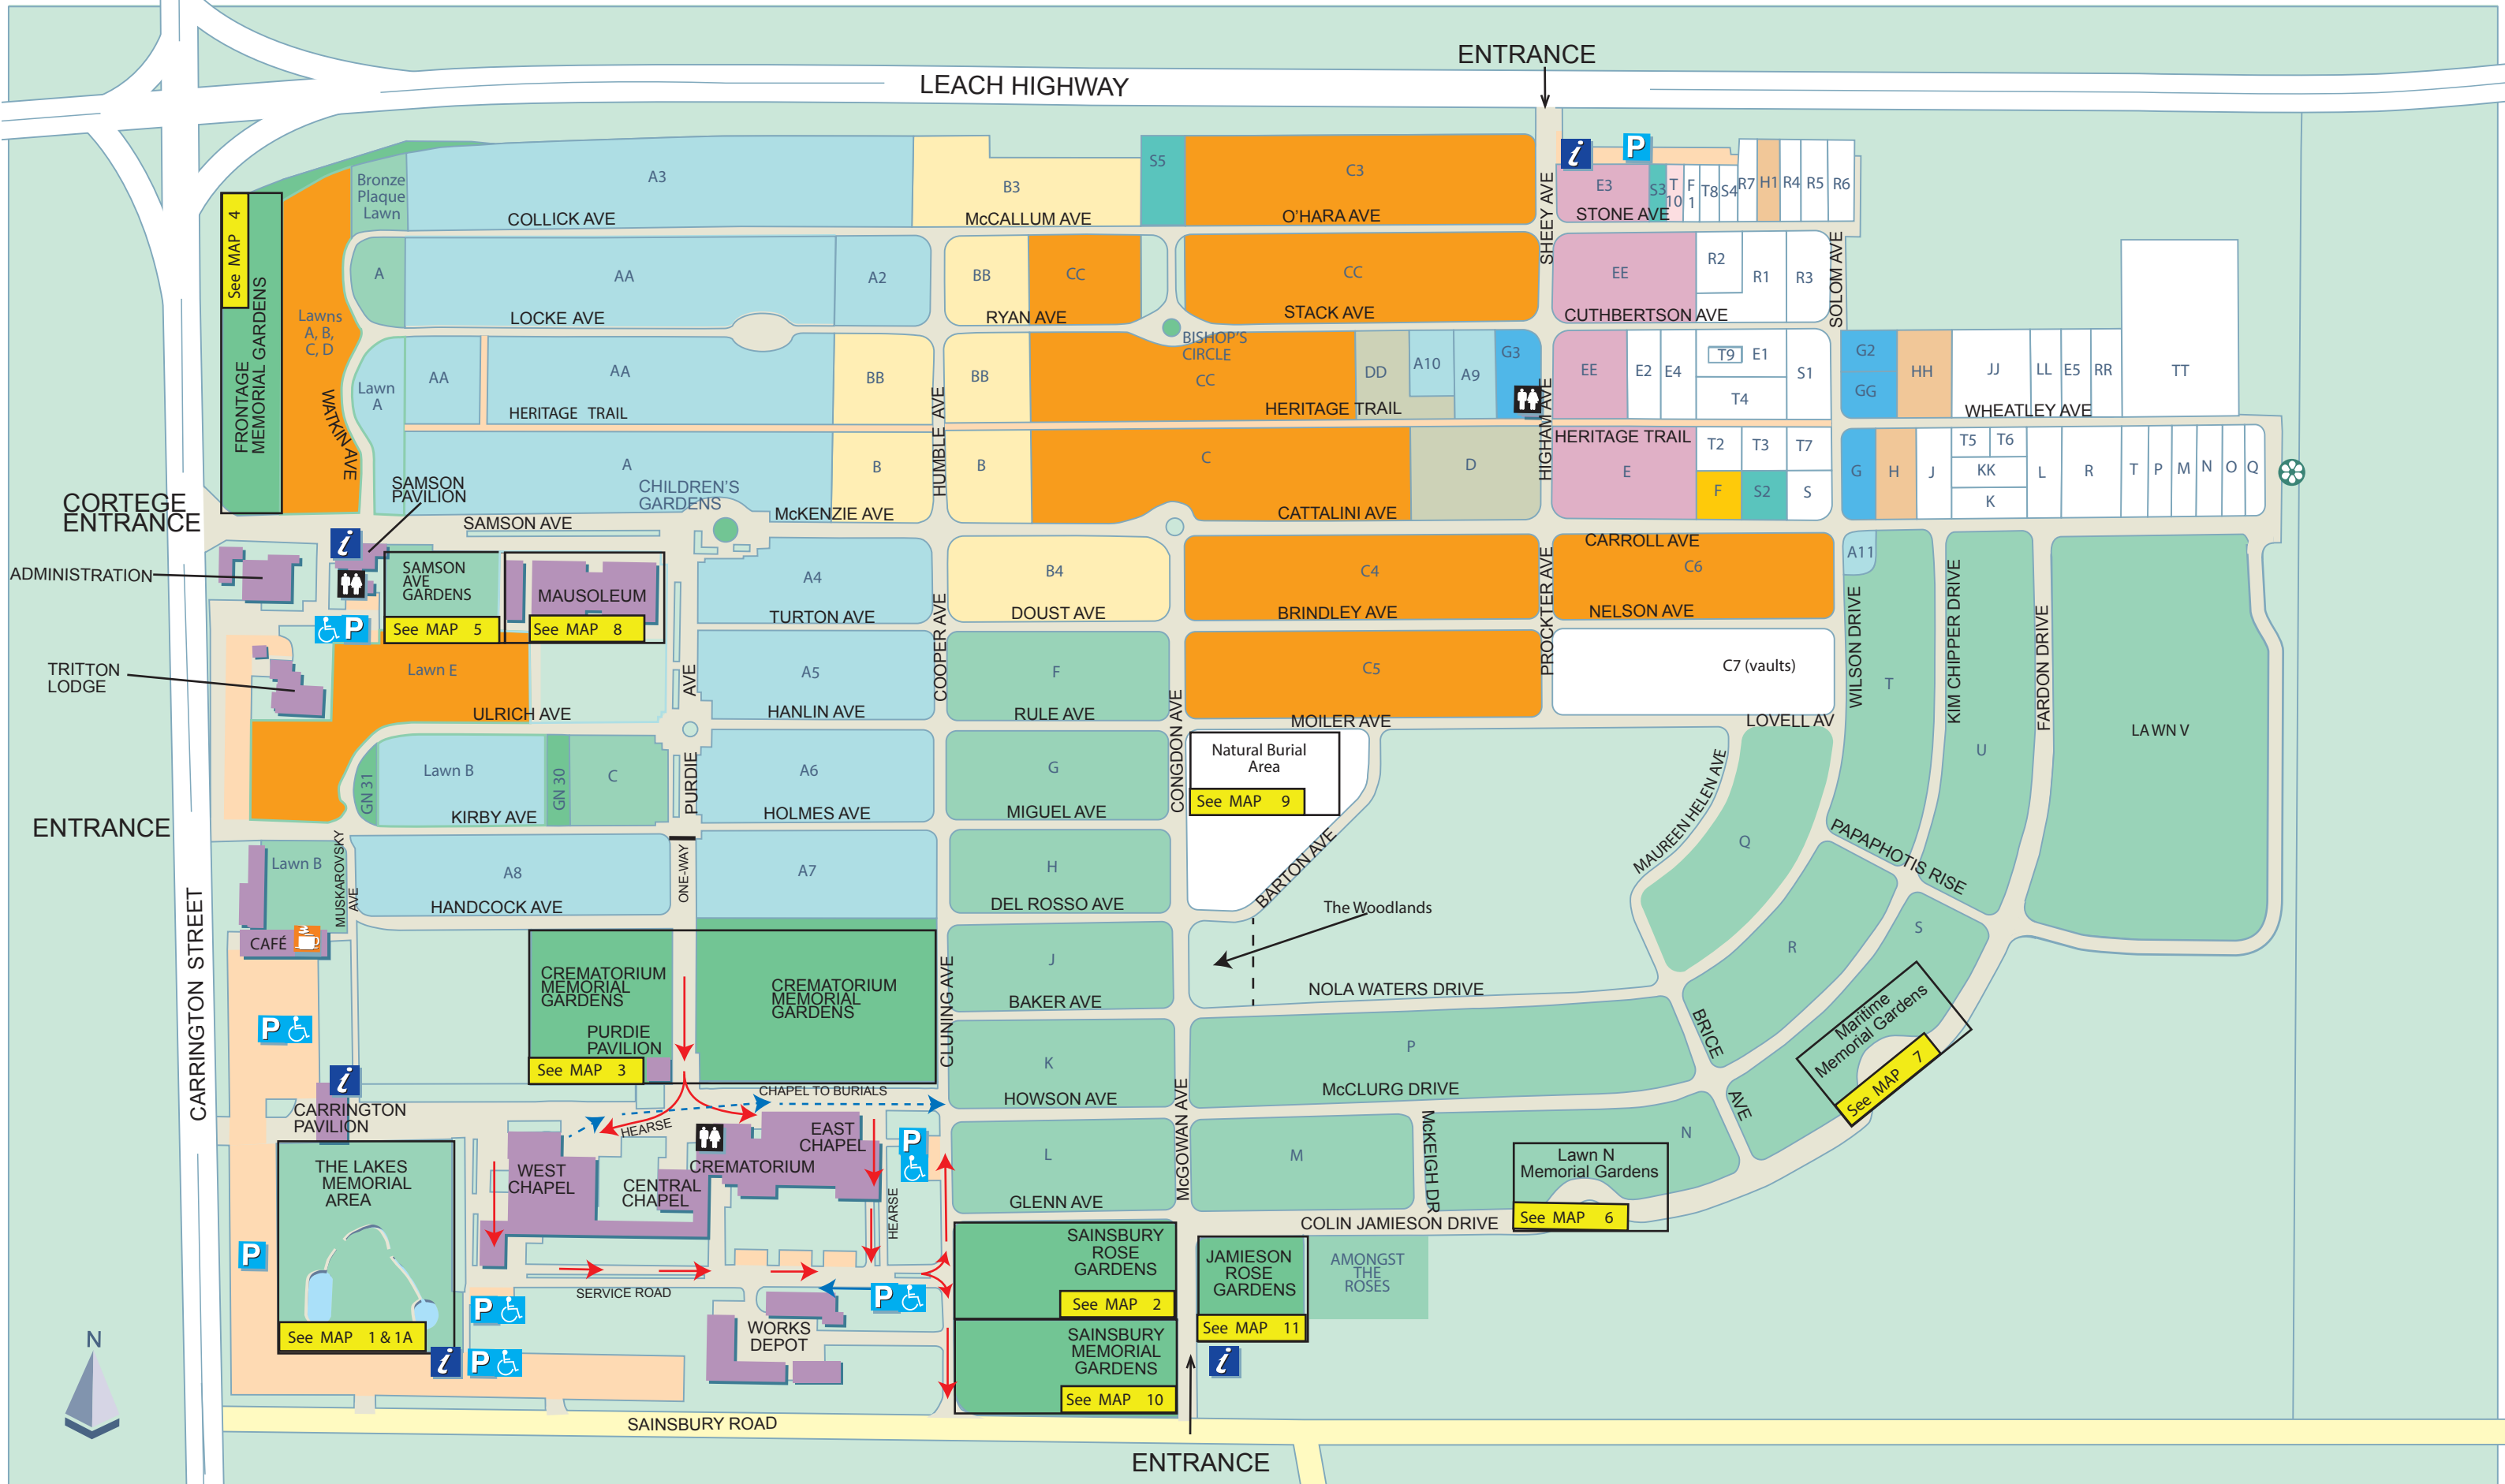 ENTRANCE
LEACH HIGHWAY
Bronze
Plaque
Lawn
A3
COLLICK AVE
B3
McCALLUM AVE
S5
C3
O'HARA AVE
SHEEY AVE
E3
STONE AVE
S3
T
10
F
1
T8
S4
R7
H1
R4
R5
R6
See MAP 4
FRONTAGE
MEMORIAL GARDENS
Lawns
A, B,
C, D
WATKIN AVE
A
AA
LOCKE AVE
A2
BB
RYAN AVE
CC
CC
STACK AVE
EE
CUTHBERTSON AVE
R2
R1
R3
SOLOM AVE
BISHOP'S
CIRCLE
Lawn
A
AA
AA
HERITAGE TRAIL
BB
HUMBLE AVE
BB
CC
HERITAGE TRAIL
DD
A10
A9
G3
HIGHAM AVE
EE
E2
E4
T9
E1
T4
S1
G2
GG
HH
JJ
LL
E5
RR
TT
WHEATLEY AVE
HERITAGE TRAIL
A
CHILDREN'S
GARDENS
B
B
C
CATTALINI AVE
D
E
T2
T3
T7
F
S2
S
G
H
J
T5
T6
KK
K
L
R
T
P
M
N
O
Q
CORTEGE
ENTRANCE
SAMSON
PAVILION
SAMSON AVE
McKENZIE AVE
ADMINISTRATION
i
SAMSON
AVE
GARDENS
See MAP 5
MAUSOLEUM
See MAP 8
P
A4
TURTON AVE
COOPER AVE
B4
DOUST AVE
C4
BRINDLEY AVE
PROCKTER AVE
CARROLL AVE
C6
NELSON AVE
A11
WILSON DRIVE
KIM CHIPPER DRIVE
FARDON DRIVE
TRITTON
LODGE
Lawn E
ULRICH AVE
PURDIE AVE
A5
HANLIN AVE
F
RULE AVE
CONGDON AVE
C5
MOILER AVE
C7 (vaults)
LOVELL AV
T
U
LAWN V
GN 31
Lawn B
KIRBY AVE
GN 30
C
A6
HOLMES AVE
G
MIGUEL AVE
Natural Burial
Area
See MAP 9
BARTON AVE
MAUREEN HELEN AVE
Q
PAPAPHOTIS RISE
ENTRANCE
CARRINGTON STREET
Lawn B
MUSKAROVSKY
AVE
A8
HANDCOCK AVE
ONE-WAY
A7
H
DEL ROSSO AVE
The Woodlands
R
S
CAFÉ
CREMATORIUM
MEMORIAL
GARDENS
PURDIE
PAVILION
See MAP 3
CREMATORIUM
MEMORIAL
GARDENS
CLUNING AVE
J
BAKER AVE
NOLA WATERS DRIVE
BRICE AVE
Maritime
Memorial Gardens
See MAP 7
P
i
CARRINGTON
PAVILION
CHAPEL TO BURIALS
HEARSE
K
HOWSON AVE
McGOWAN AVE
P
McCLURG DRIVE
THE LAKES
MEMORIAL
AREA
See MAP 1 & 1A
P
WEST
CHAPEL
CENTRAL
CHAPEL
CREMATORIUM
EAST
CHAPEL
P
HEARSE
L
GLENN AVE
M
McKEIGH DR
N
Lawn N
Memorial Gardens
See MAP 6
COLIN JAMIESON DRIVE
SERVICE ROAD
P
P
i
P
WORKS
DEPOT
SAINSBURY
ROSE
GARDENS
See MAP 2
SAINSBURY
MEMORIAL
GARDENS
See MAP 10
JAMIESON
ROSE
GARDENS
See MAP 11
AMONGST
THE
ROSES
i
i
P
N
SAINSBURY ROAD
ENTRANCE